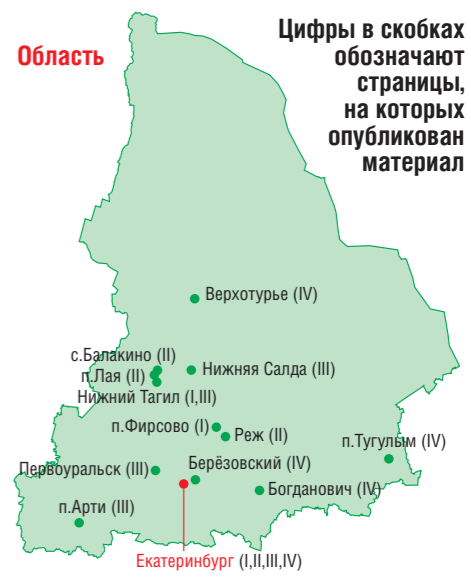 Цифры в скобках
обозначают
страницы,
на которых
опубликован
материал
Область
Верхотурье (IV)
с.Балакино (II)
п.Лая (II)
Нижняя Салда (III)
Нижний Тагил (I,III)
п.Фирсово (I)
Реж (II)
п.Тугулым (IV)
Первоуральск (III)
Берёзовский (IV)
Богданович (IV)
п.Арти (III)
Екатеринбург (I,II,III,IV)